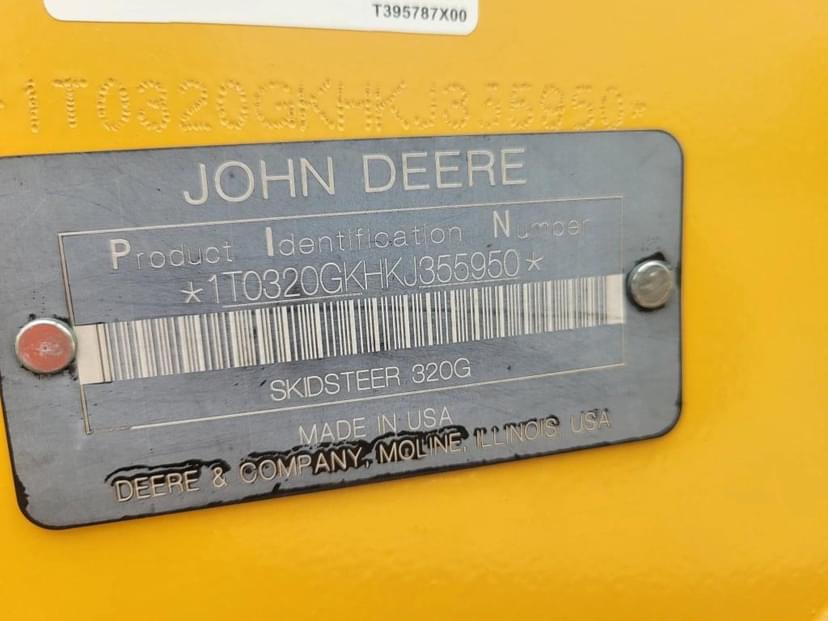 T395787X00
*1T0320GKHKJ355950*
JOHN DEERE
Product Identification Number
*1T0320GKHKJ355950*
SKIDSTEER 320G
MADE IN USA
DEERE & COMPANY, MOLINE, ILLINOIS, USA